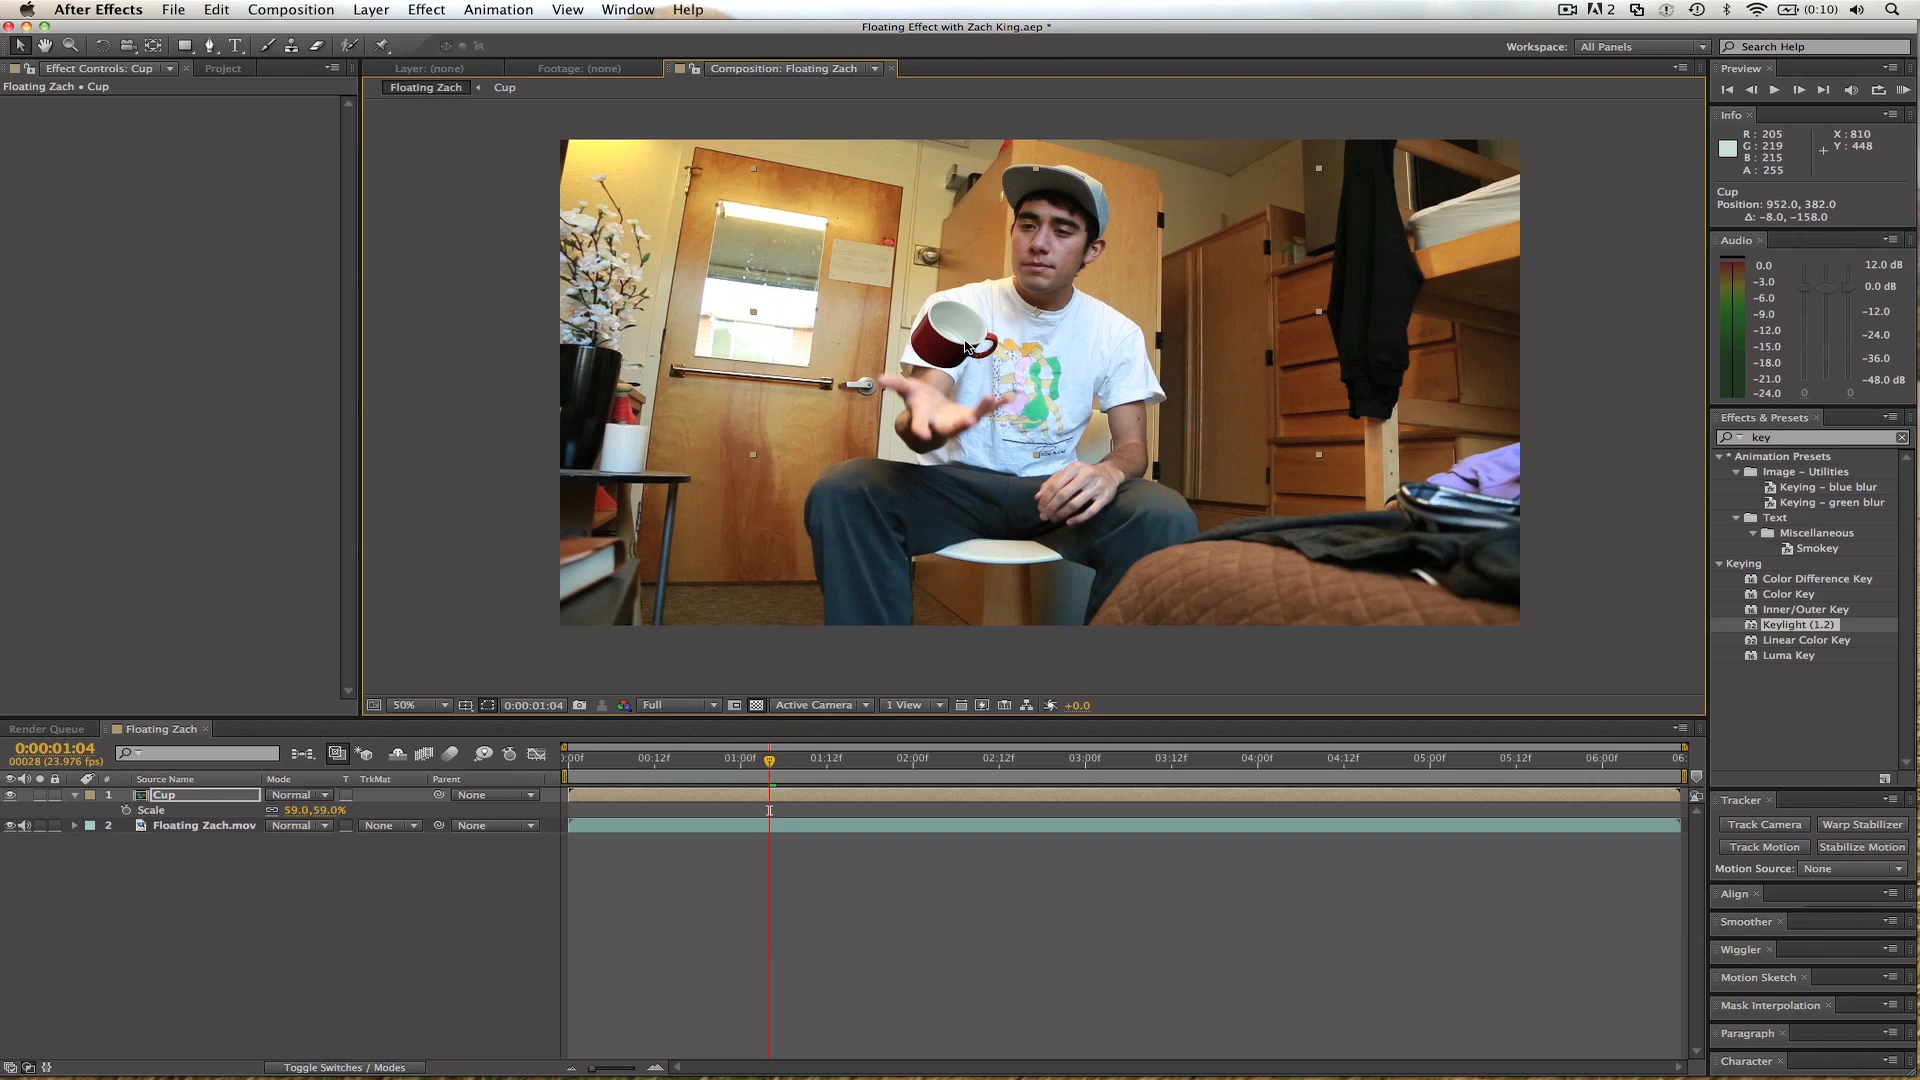 After Effects File Edit Composition Layer Effect Animation View Window Help 2 (0:10)
Floating Effect with Zach King.aep *
Workspace: All Panels Search Help
Effect Controls: Cup Project
Floating Zach • Cup
Layer: (none) Footage: (none) Composition: Floating Zach
Floating Zach Cup
Preview
Info
R: 205 X: 810
G: 219 Y: 448
B: 215
A: 255
Cup
Position: 952.0, 382.0
Δ: -8.0, -158.0
Audio
0.0 12.0 dB
-3.0 0.0 dB
-6.0
-9.0 -12.0
-12.0 -24.0
-15.0
-18.0 -36.0
-21.0 -48.0 dB
-24.0 0 0
Effects & Presets
key
* Animation Presets
Image – Utilities
Keying – blue blur
Keying – green blur
Text
Miscellaneous
Smokey
Keying
Color Difference Key
Color Key
Inner/Outer Key
Keylight (1.2)
Linear Color Key
Luma Key
50% 0:00:01:04 Full Active Camera 1 View +0.0
Render Queue Floating Zach
0:00:01:04
00028 (23.976 fps)
:00f 00:12f 01:00f 01:12f 02:00f 02:12f 03:00f 03:12f 04:00f 04:12f 05:00f 05:12f 06:00f 06:
# Source Name Mode T TrkMat Parent
1 Cup Normal None
Scale 59.0,59.0%
2 Floating Zach.mov Normal None None
Toggle Switches / Modes
Tracker
Track Camera Warp Stabilizer
Track Motion Stabilize Motion
Motion Source: None
Align
Smoother
Wiggler
Motion Sketch
Mask Interpolation
Paragraph
Character